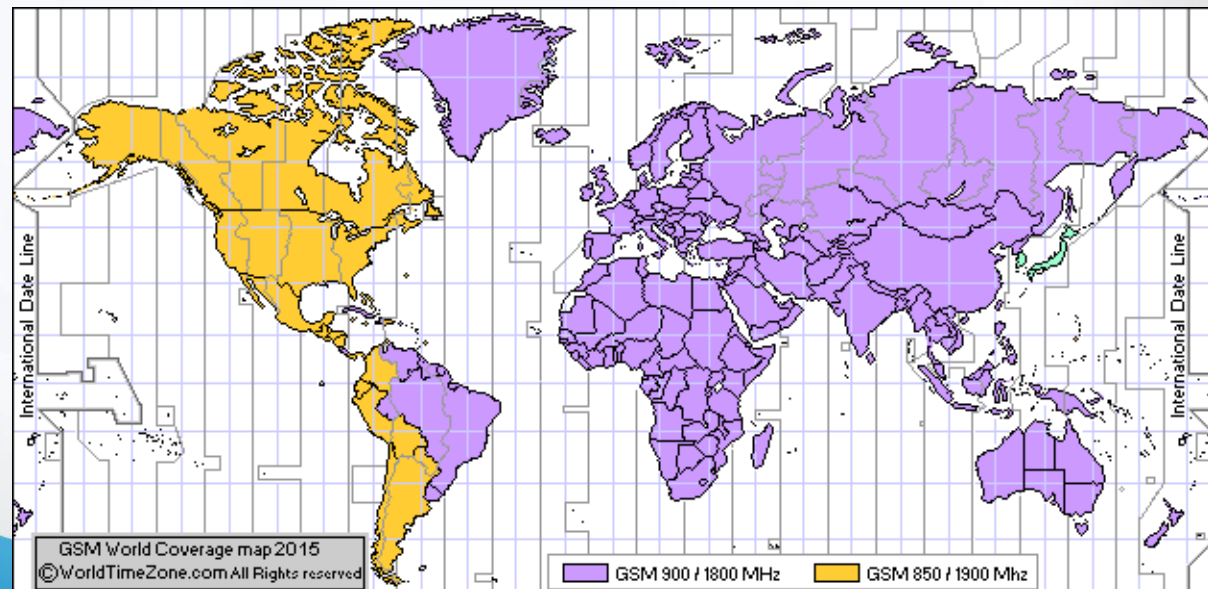 International Date Line
International Date Line
GSM World Coverage map 2015
©WorldTimeZone.com All Rights reserved
GSM 900 / 1800 MHz
GSM 850 / 1900 Mhz